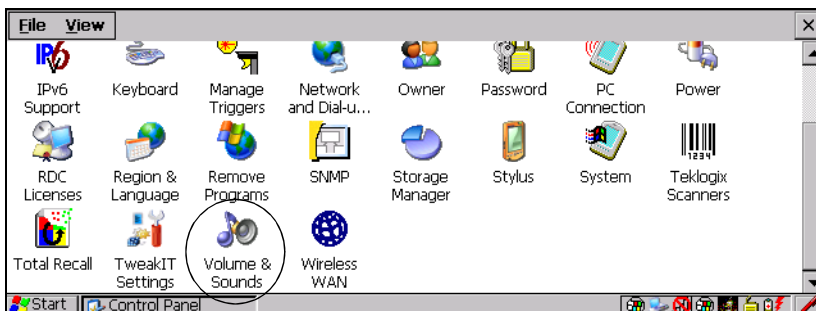 File View
IPv6 Support
Keyboard
Manage Triggers
Network and Dial-u...
Owner
Password
PC Connection
Power
RDC Licenses
Region & Language
Remove Programs
SNMP
Storage Manager
Stylus
System
1234
Teklogix Scanners
Total Recall
TweakIT Settings
Volume & Sounds
Wireless WAN
Start Control Panel